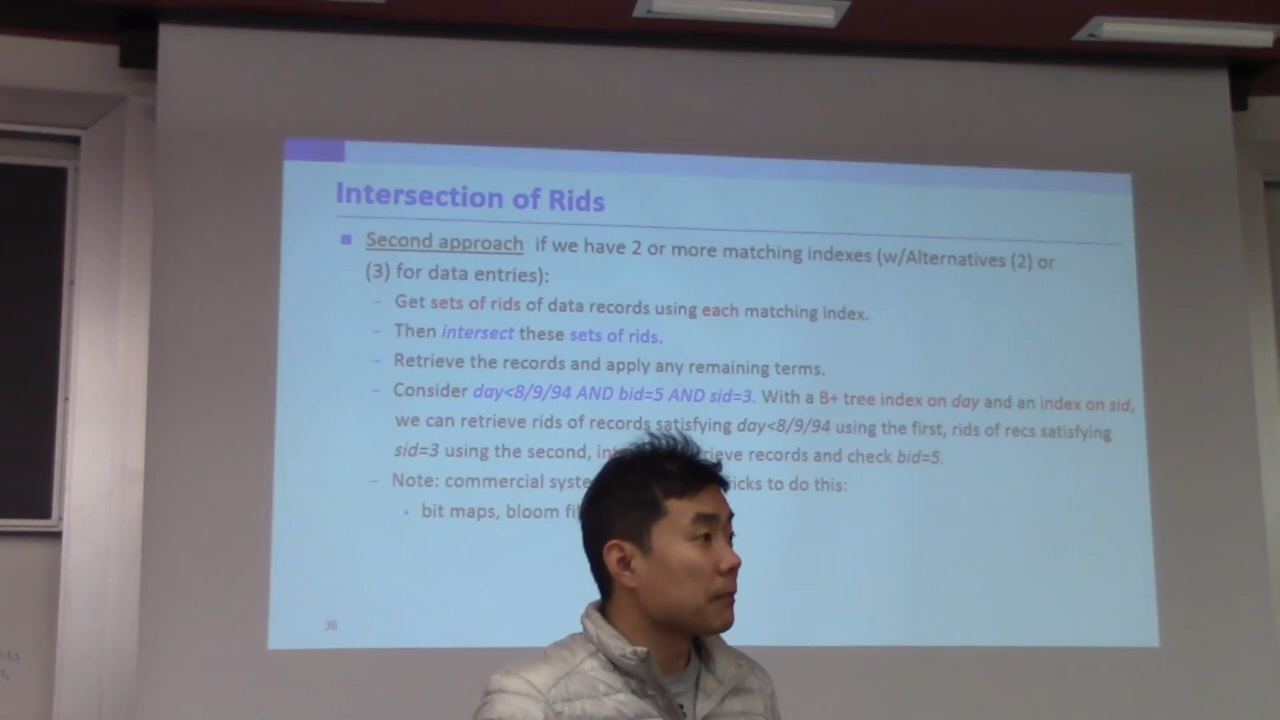 Intersection of Rids
Second approach if we have 2 or more matching indexes (w/Alternatives (2) or
(3) for data entries):
– Get sets of rids of data records using each matching index.
– Then intersect these sets of rids.
– Retrieve the records and apply any remaining terms.
– Consider day<8/9/94 AND bid=5 AND sid=3. With a B+ tree index on day and an index on sid,
we can retrieve rids of records satisfying day<8/9/94 using the first, rids of recs satisfying
sid=3 using the second, records and check bid=5.
– Note: commercial to do this:
bit maps, bloom
36